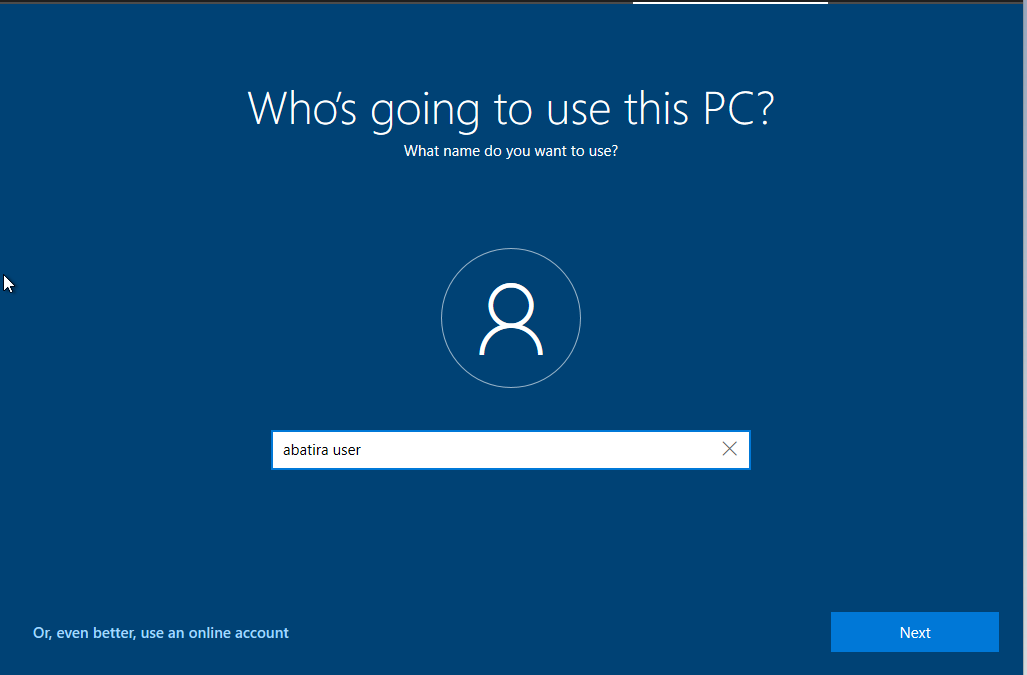 Who's going to use this PC?
What name do you want to use?
abatira user
Or, even better, use an online account
Next